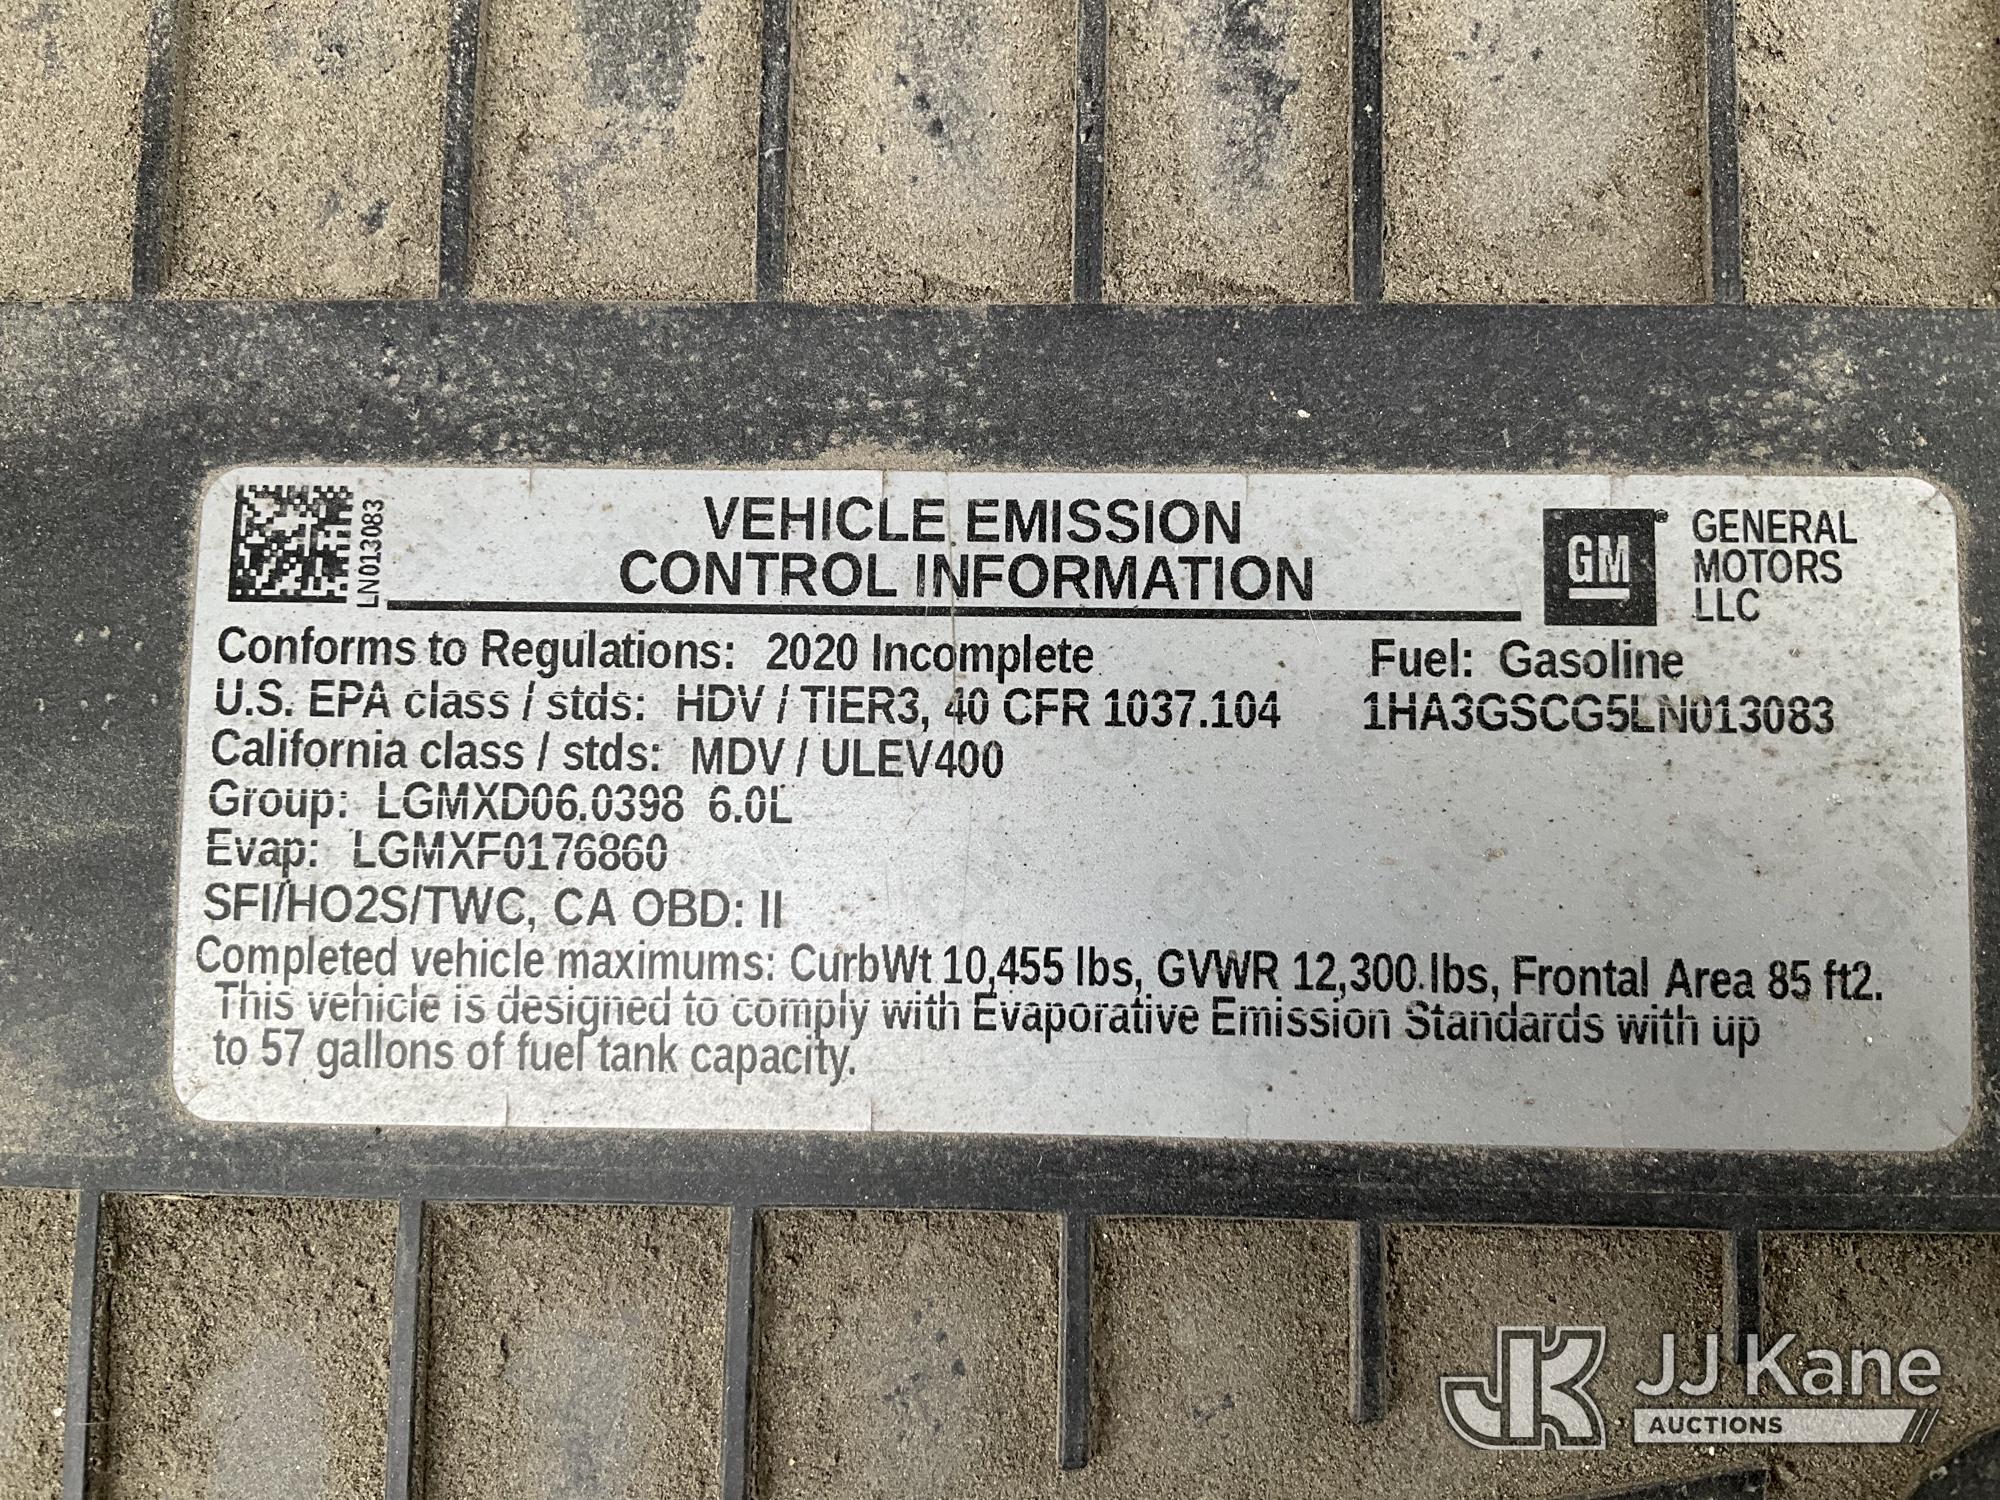 LN013083
VEHICLE EMISSION
CONTROL INFORMATION
GM®
GENERAL
MOTORS
LLC
Conforms to Regulations: 2020 Incomplete
Fuel: Gasoline
U.S. EPA class / stds: HDV / TIER3, 40 CFR 1037.104
1HA3GSCG5LN013083
California class / stds: MDV / ULEV400
Group: LGMXD06.0398 6.0L
Evap: LGMXF0176860
SFI/HO2S/TWC, CA OBD: II
Completed vehicle maximums: CurbWt 10,455 lbs, GVWR 12,300 lbs, Frontal Area 85 ft2.
This vehicle is designed to comply with Evaporative Emission Standards with up
to 57 gallons of fuel tank capacity.
JK JJ Kane
AUCTIONS